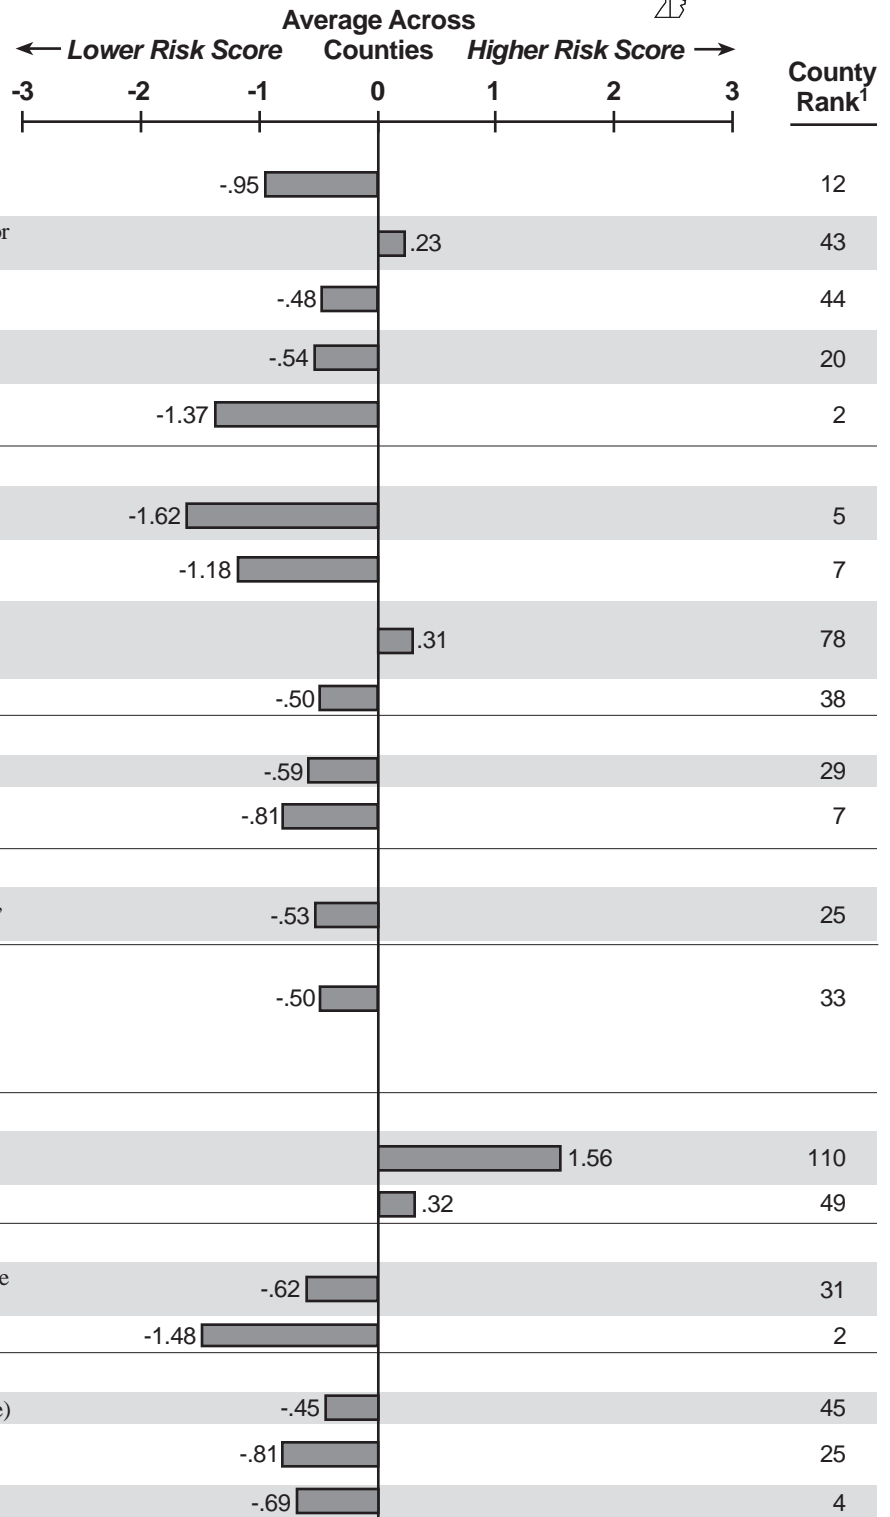 Average Across
← Lower Risk Score Counties Higher Risk Score →
County
Rank1
-3 -2 -1 0 1 2 3
-.95 12
or
.23 43
-.48 44
-.54 20
-1.37 2
-1.62 5
-1.18 7
.31 78
-.50 38
-.59 29
-.81 7
, -.53 25
-.50 33
1.56 110
.32 49
e
-.62 31
-1.48 2
e) -.45 45
-.81 25
-.69 4